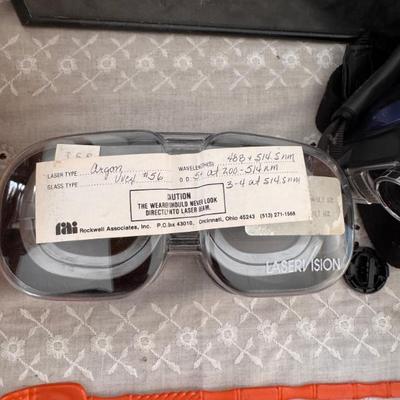 LASER TYPE argon WAVELENGTH(S) 488 & 514.5 nm
GLASS TYPE Uvex #56 O.D. 5+ at 200-514 nm
3-4 at 514.5 nm
CAUTION
THE WEARER SHOULD NEVER LOOK
DIRECTLY INTO LASER BEAM.
rai Rockwell Associates, Inc. P.O.Box 43010, Cincinnati, Ohio 45243 (513) 271-1568
LASERVISION